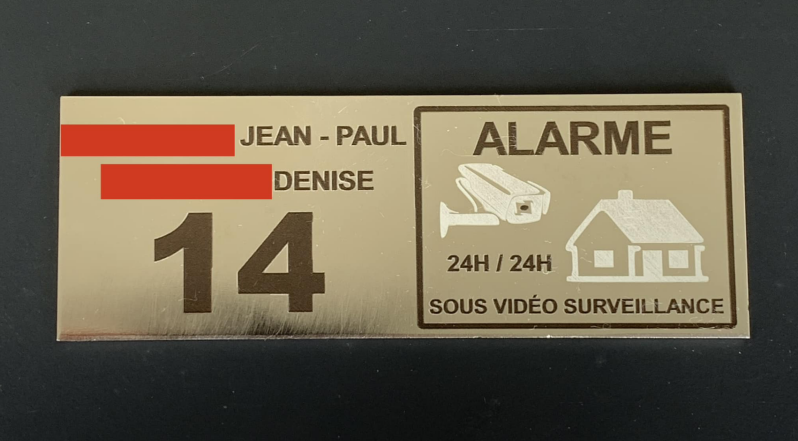 JEAN - PAUL
DENISE
14
ALARME
24H / 24H
SOUS VIDÉO SURVEILLANCE